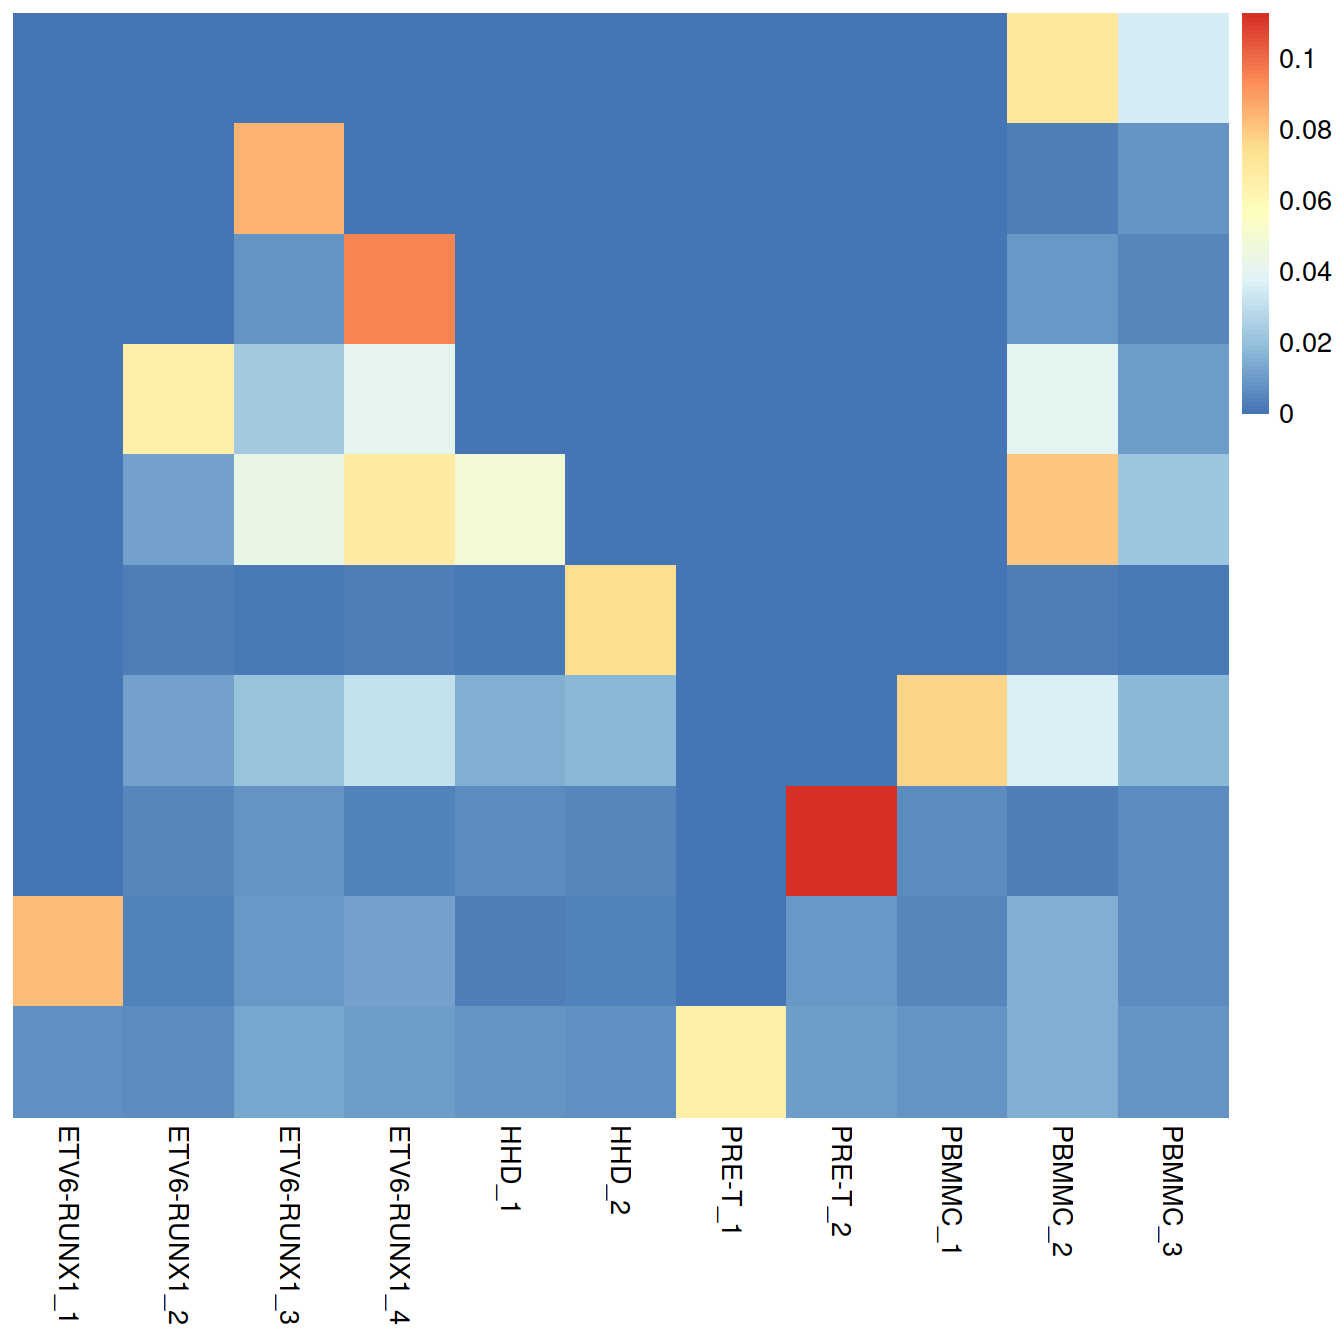 0.1
0.08
0.06
0.04
0.02
0
ETV6-RUNX1_1
ETV6-RUNX1_2
ETV6-RUNX1_3
ETV6-RUNX1_4
HHD_1
HHD_2
PRE-T_1
PRE-T_2
PBMMC_1
PBMMC_2
PBMMC_3